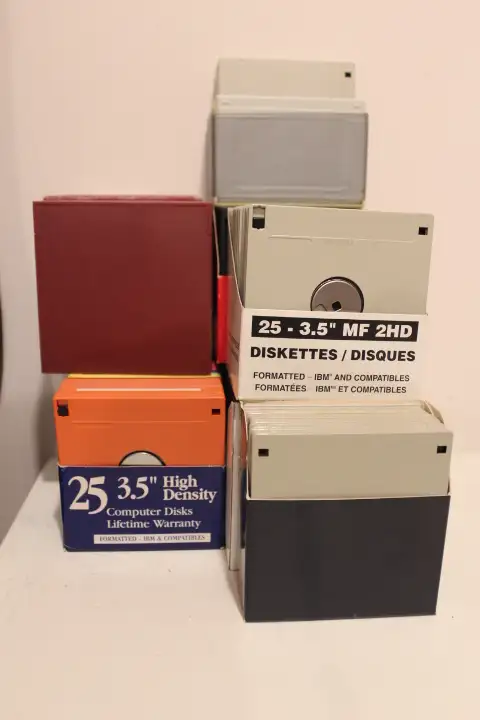 25 - 3.5" MF 2HD
DISKETTES / DISQUES
FORMATTED - IBM® AND COMPATIBLES
FORMATÉES IBM ET COMPATIBLES
25 3.5" High Density
Computer Disks
Lifetime Warranty
FORMATTED - IBM & COMPATIBLES